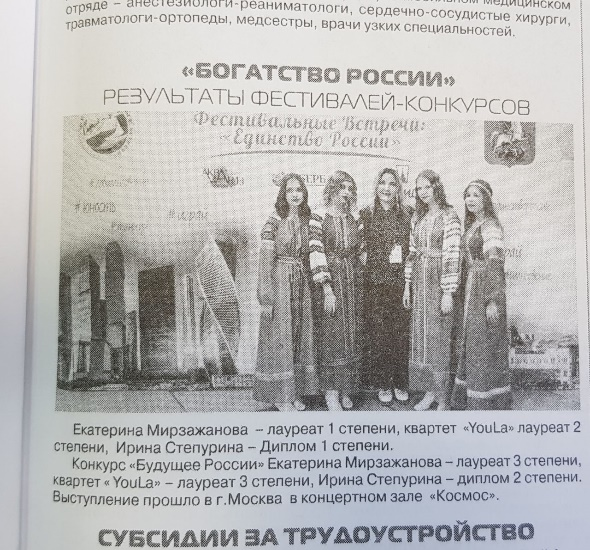 отряде – анестезиологи-реаниматологи, сердечно-сосудистые хирурги,
травматологи-ортопеды, медсестры, врачи узких специальностей.
«БОГАТСТВО РОССИИ»
РЕЗУЛЬТАТЫ ФЕСТИВАЛЕЙ-КОНКУРСОВ
Фестивальные Встречи:
«Единство России»
Екатерина Мирзажанова – лауреат 1 степени, квартет «YouLa» лауреат 2
степени, Ирина Степурина – Диплом 1 степени.
Конкурс «Будущее России» Екатерина Мирзажанова – лауреат 3 степени,
квартет « YouLa» – лауреат 3 степени, Ирина Степурина – диплом 2 степени.
Выступление прошло в г.Москва в концертном зале «Космос».
СУБСИДИИ ЗА ТРУДОУСТРОЙСТВО